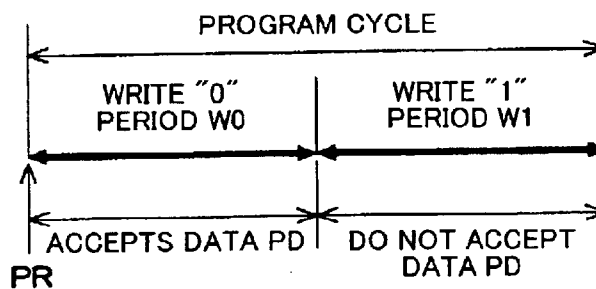 PROGRAM CYCLE
WRITE "0"
PERIOD W0
WRITE "1"
PERIOD W1
ACCEPTS DATA PD
DO NOT ACCEPT
DATA PD
PR